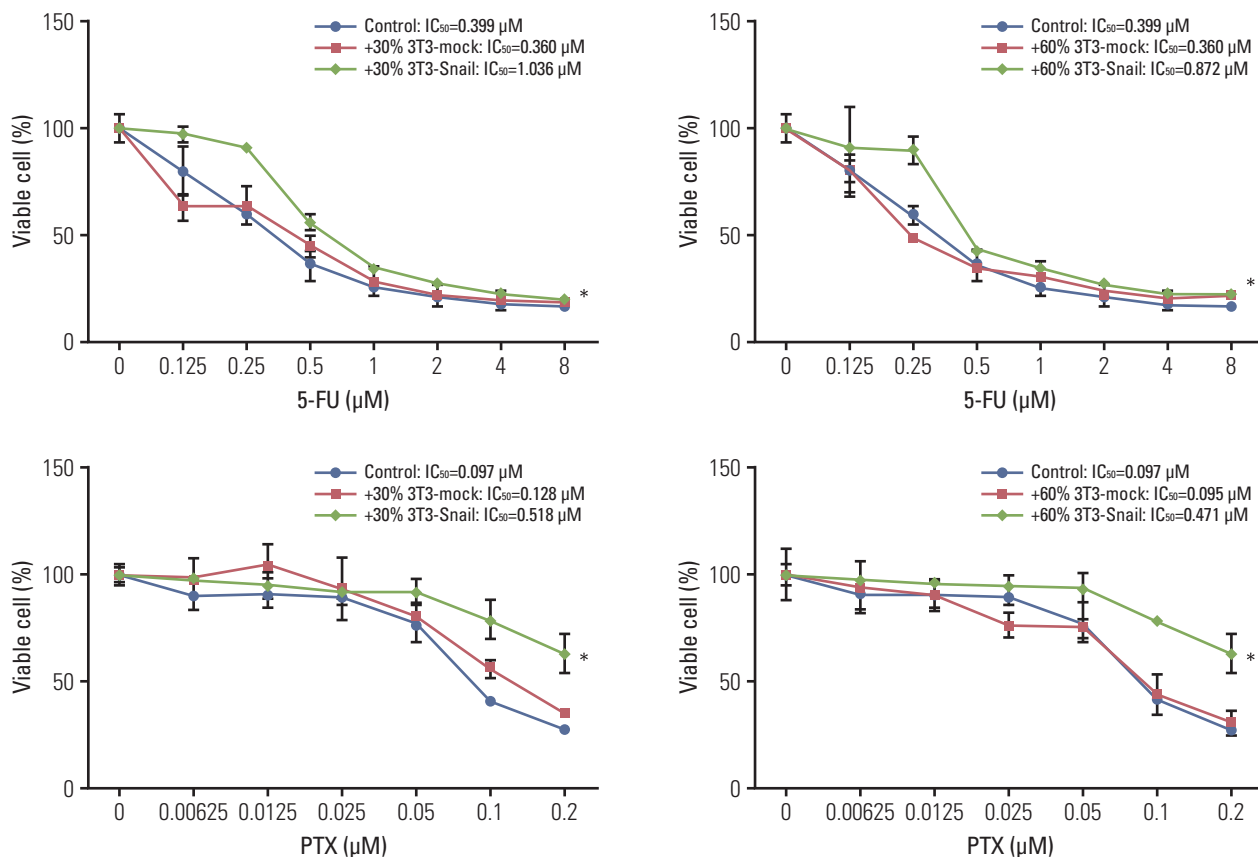 150
100
50
0
Viable cell (%)
Control: IC₅₀=0.399 µM
+30% 3T3-mock: IC₅₀=0.360 µM
+30% 3T3-Snail: IC₅₀=1.036 µM
*
0 0.125 0.25 0.5 1 2 4 8
5-FU (µM)
150
100
50
0
Viable cell (%)
Control: IC₅₀=0.399 µM
+60% 3T3-mock: IC₅₀=0.360 µM
+60% 3T3-Snail: IC₅₀=0.872 µM
*
0 0.125 0.25 0.5 1 2 4 8
5-FU (µM)
150
100
50
0
Viable cell (%)
Control: IC₅₀=0.097 µM
+30% 3T3-mock: IC₅₀=0.128 µM
+30% 3T3-Snail: IC₅₀=0.518 µM
*
0 0.00625 0.0125 0.025 0.05 0.1 0.2
PTX (µM)
150
100
50
0
Viable cell (%)
Control: IC₅₀=0.097 µM
+60% 3T3-mock: IC₅₀=0.095 µM
+60% 3T3-Snail: IC₅₀=0.471 µM
*
0 0.00625 0.0125 0.025 0.05 0.1 0.2
PTX (µM)